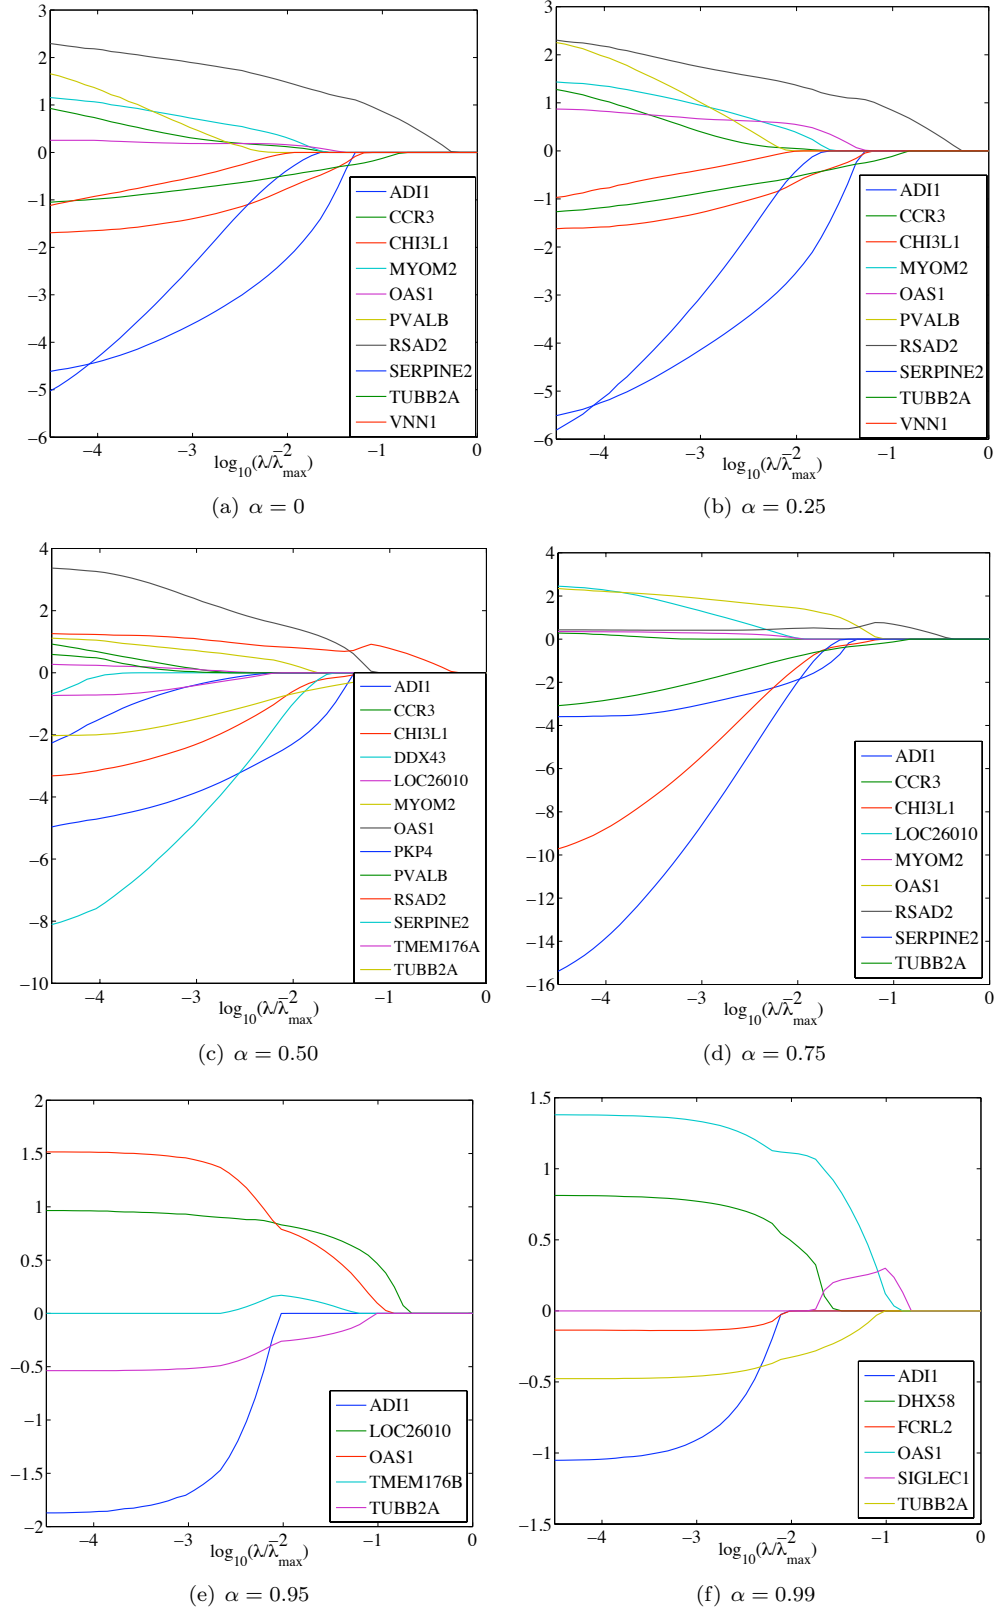 3
2
1
0
−1
−2
−3
−4
−5
−6
−4
−3
−2
−1
0
log10(λ/λ̄max)
ADI1
CCR3
CHI3L1
MYOM2
OAS1
PVALB
RSAD2
SERPINE2
TUBB2A
VNN1
(a) α = 0
3
2
1
0
−1
−2
−3
−4
−5
−6
−4
−3
−2
−1
0
log10(λ/λ̄max)
ADI1
CCR3
CHI3L1
MYOM2
OAS1
PVALB
RSAD2
SERPINE2
TUBB2A
VNN1
(b) α = 0.25
4
2
0
−2
−4
−6
−8
−10
−4
−3
−2
−1
0
log10(λ/λ̄max)
ADI1
CCR3
CHI3L1
DDX43
LOC26010
MYOM2
OAS1
PKP4
PVALB
RSAD2
SERPINE2
TMEM176A
TUBB2A
(c) α = 0.50
4
2
0
−2
−4
−6
−8
−10
−12
−14
−16
−4
−3
−2
−1
0
log10(λ/λ̄max)
ADI1
CCR3
CHI3L1
LOC26010
MYOM2
OAS1
RSAD2
SERPINE2
TUBB2A
(d) α = 0.75
2
1.5
1
0.5
0
−0.5
−1
−1.5
−2
−4
−3
−2
−1
0
log10(λ/λ̄max)
ADI1
LOC26010
OAS1
TMEM176B
TUBB2A
(e) α = 0.95
1.5
1
0.5
0
−0.5
−1
−1.5
−4
−3
−2
−1
0
log10(λ/λ̄max)
ADI1
DHX58
FCRL2
OAS1
SIGLEC1
TUBB2A
(f) α = 0.99